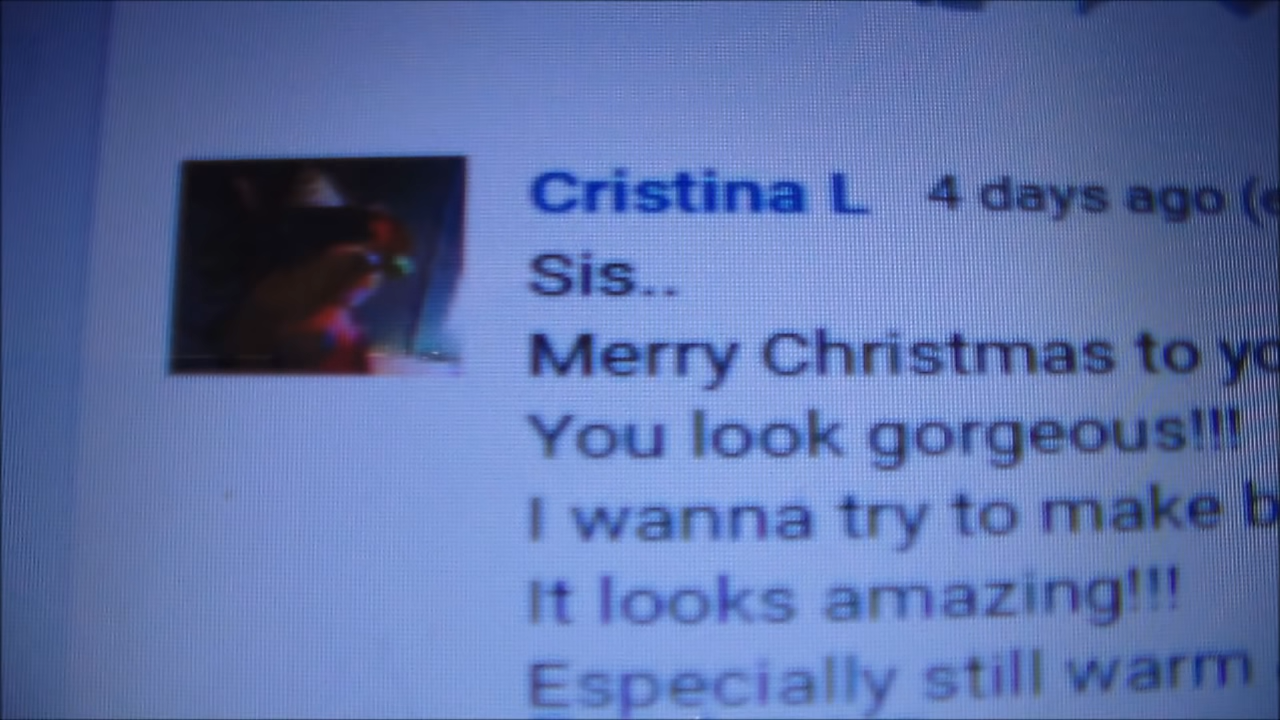 Cristina L 4 days ago
Sis..
Merry Christmas to
You look gorgeous!!!
I wanna try to make
It looks amazing!!!
Especially still warm